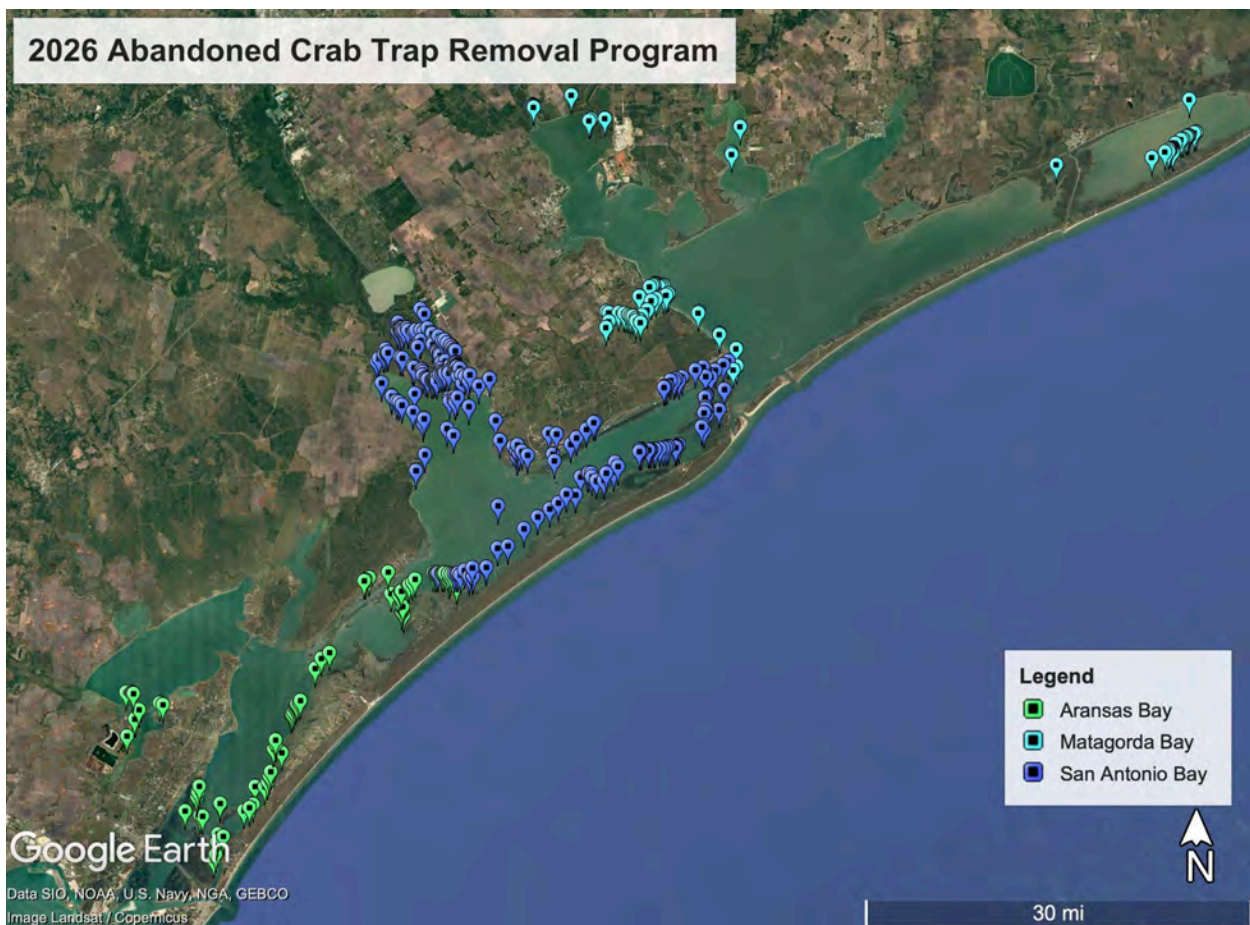 2026 Abandoned Crab Trap Removal Program
Legend
Aransas Bay
Matagorda Bay
San Antonio Bay
N
Google Earth
Data SIO, NOAA, U.S. Navy, NGA, GEBCO
Image Landsat / Copernicus
30 mi